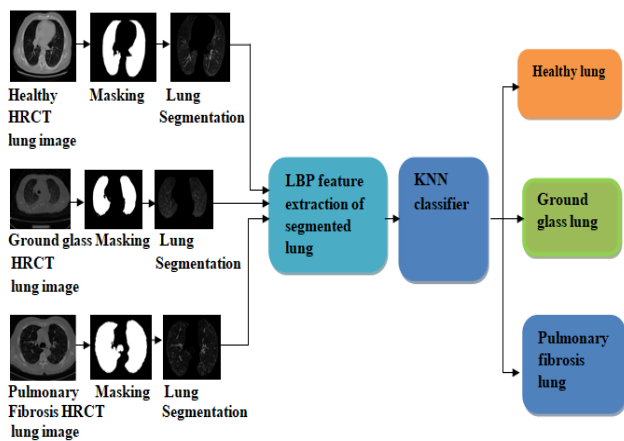 Healthy
HRCT
lung image
Masking
Lung
Segmentation
Ground glass
HRCT
lung image
Masking
Lung
Segmentation
Pulmonary
Fibrosis HRCT
lung image
Masking
Lung
Segmentation
LBP feature
extraction of
segmented
lung
KNN
classifier
Healthy lung
Ground
glass lung
Pulmonary
fibrosis
lung